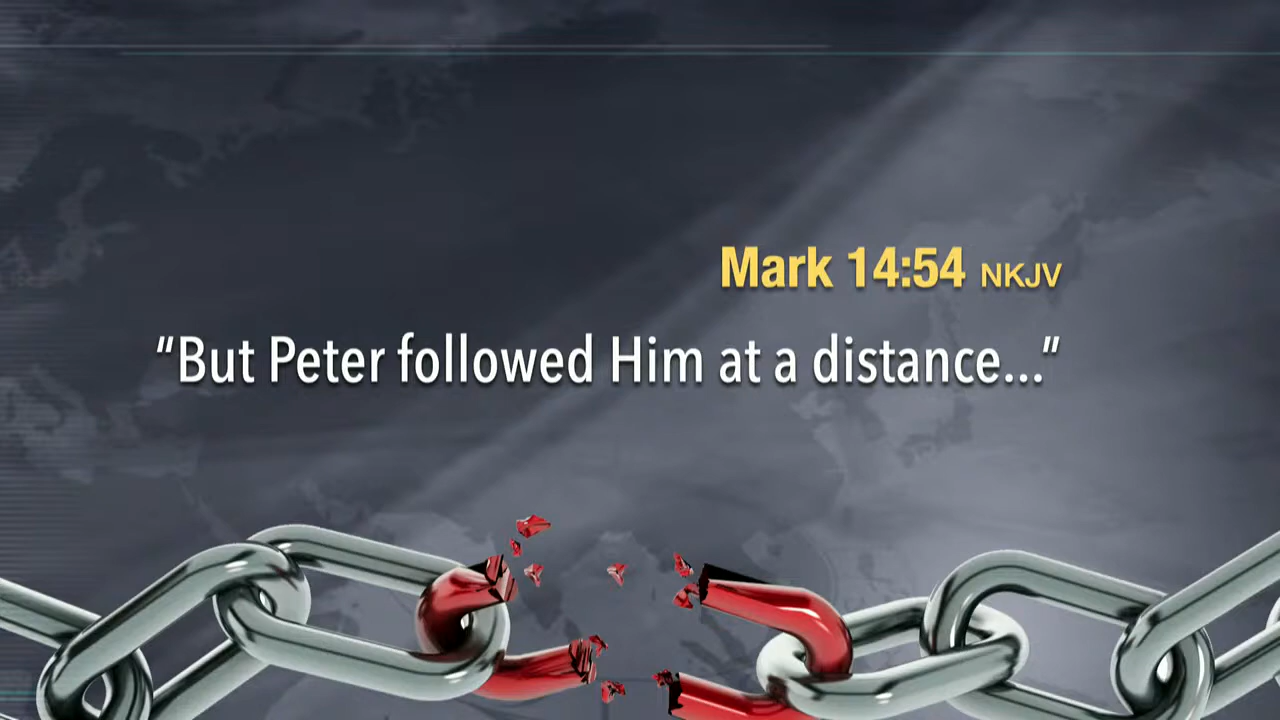 Mark 14:54 NKJV
“But Peter followed Him at a distance...”